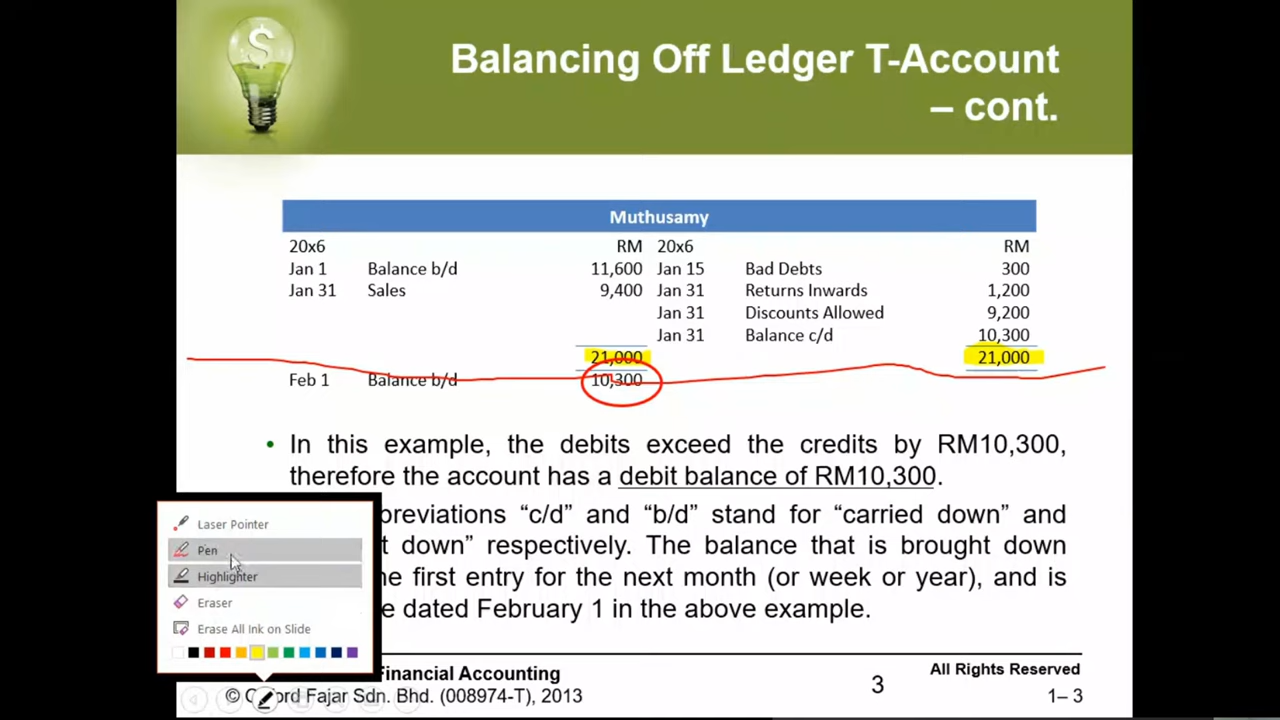 Balancing Off Ledger T-Account
– cont.
Muthusamy
20x6 RM 20x6 RM
Jan 1 Balance b/d 11,600 Jan 15 Bad Debts 300
Jan 31 Sales 9,400 Jan 31 Returns Inwards 1,200
Jan 31 Discounts Allowed 9,200
Jan 31 Balance c/d 10,300
21,000 21,000
Feb 1 Balance b/d 10,300
• In this example, the debits exceed the credits by RM10,300,
therefore the account has a debit balance of RM10,300.
breviations “c/d” and “b/d” stand for “carried down” and
t down” respectively. The balance that is brought down
he first entry for the next month (or week or year), and is
e dated February 1 in the above example.
Laser Pointer
Pen
Highlighter
Eraser
Erase All Ink on Slide
Financial Accounting
All Rights Reserved
© Oxford Fajar Sdn. Bhd. (008974-T), 2013
3
1– 3